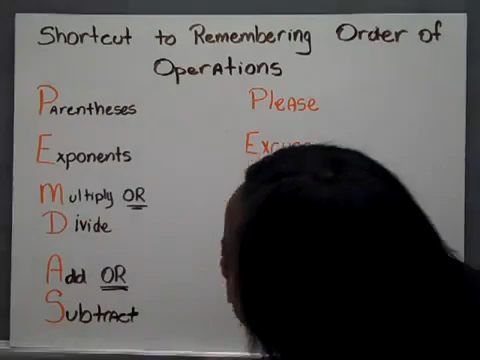 Shortcut to Remembering Order of
Operations
Parentheses
Please
Exponents
Multiply OR
Divide
Add OR
Subtract